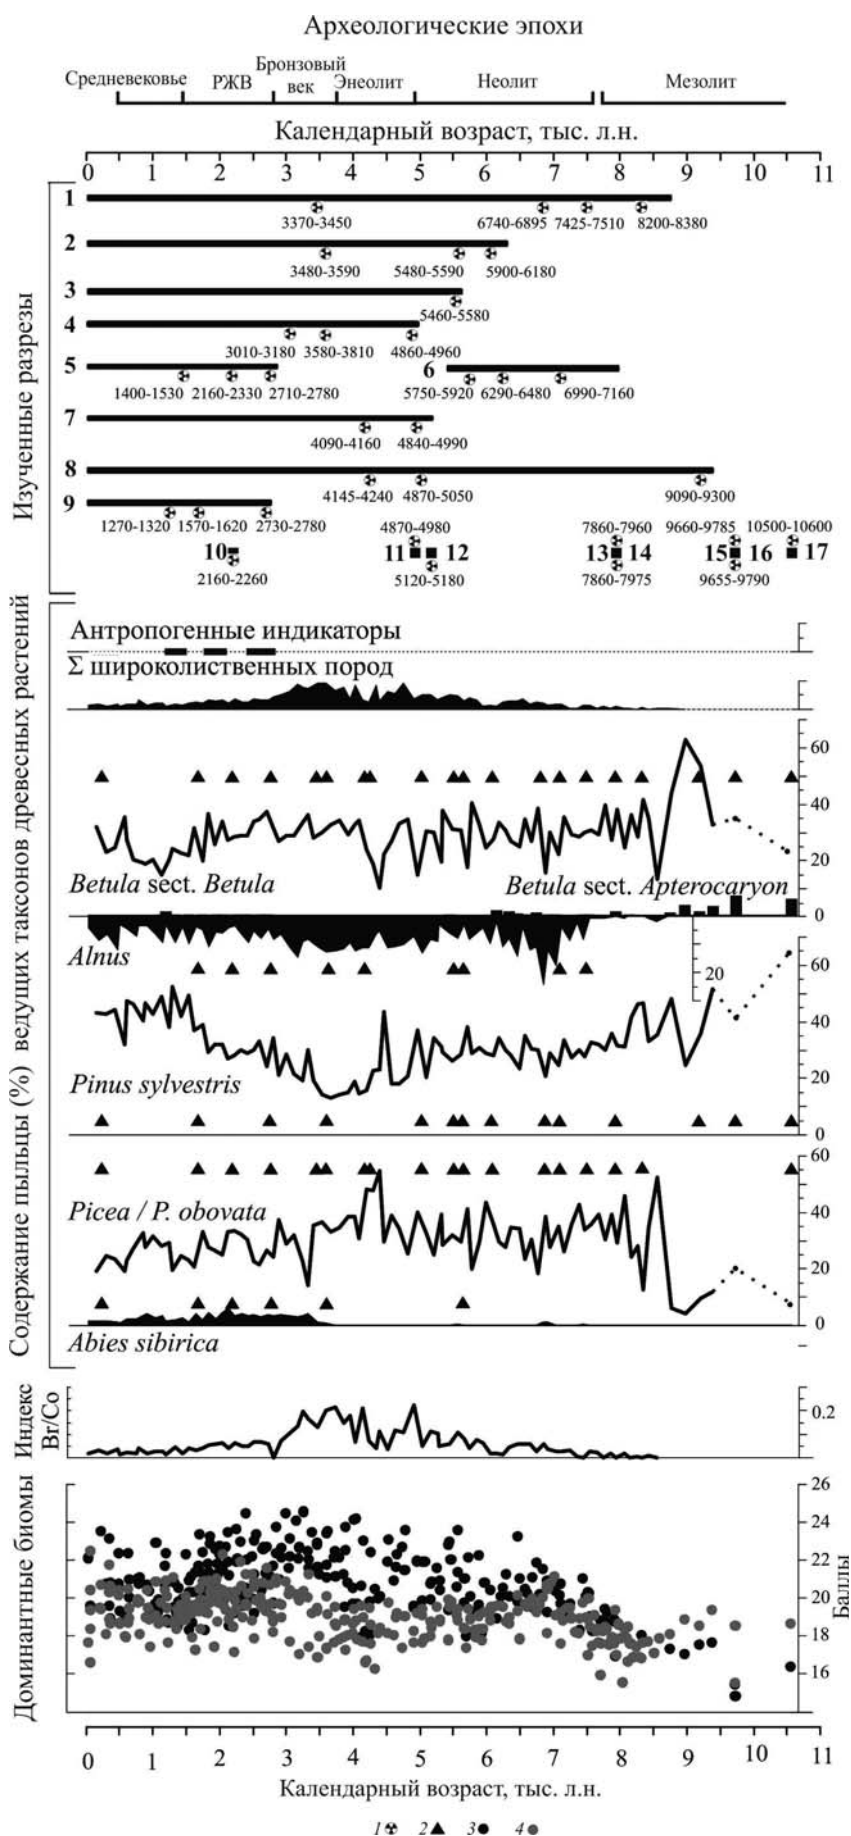 Археологические эпохи
Средневековье РЖВ Бронзовый век Энеолит Неолит Мезолит
Календарный возраст, тыс. л.н.
0 1 2 3 4 5 6 7 8 9 10 11
Изученные разрезы
1
3370-3450 6740-6895 7425-7510 8200-8380
2
3480-3590 5480-5590 5900-6180
3
5460-5580
4
3010-3180 3580-3810 4860-4960
5 6
1400-1530 2160-2330 2710-2780 5750-5920 6290-6480 6990-7160
7
4090-4160 4840-4990
8
4145-4240 4870-5050 9090-9300
9
1270-1320 1570-1620 2730-2780 4870-4980 7860-7960 9660-9785 10500-10600
10 11 12 13 14 15 16 17
2160-2260 5120-5180 7860-7975 9655-9790
Содержание пыльцы (%) ведущих таксонов древесных растений
Антропогенные индикаторы
Σ широколиственных пород
60
40
20
Betula sect. Betula Betula sect. Apterocaryon
0
Alnus
20
60
40
Pinus sylvestris
20
0
60
Picea / P. obovata
40
20
0
Abies sibirica
Индекс Br/Co
0.2
Доминантные биомы
26
24
22
20
18
16
Баллы
0 1 2 3 4 5 6 7 8 9 10 11
Календарный возраст, тыс. л.н.
1 2 3 4